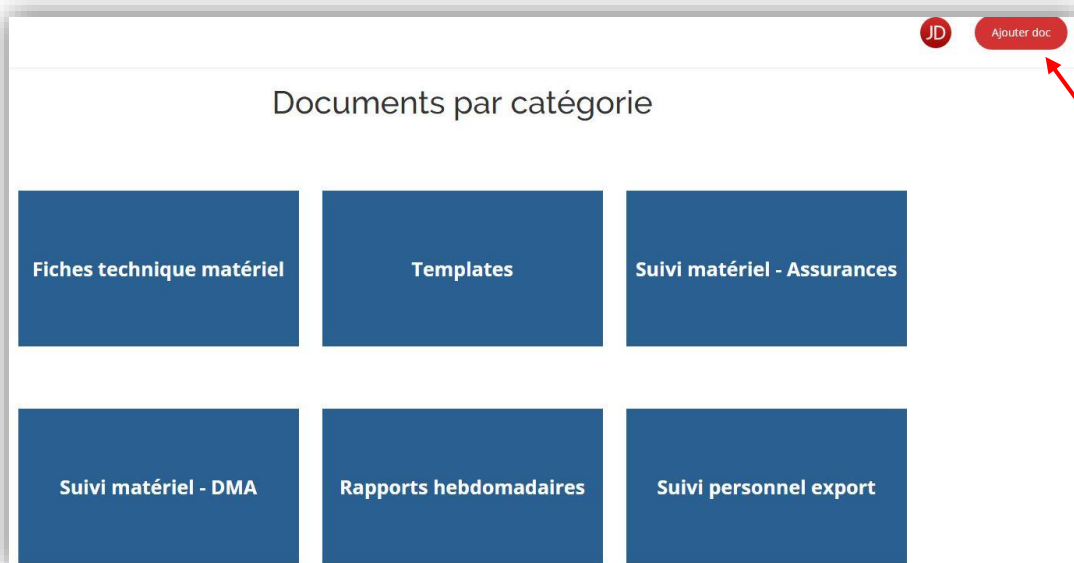 JD
Ajouter doc
Documents par catégorie
Fiches technique matériel
Templates
Suivi matériel - Assurances
Suivi matériel - DMA
Rapports hebdomadaires
Suivi personnel export